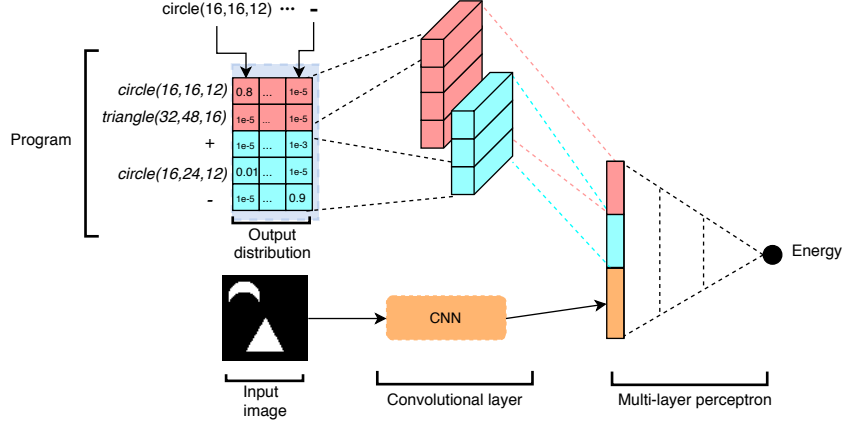 circle(16,16,12) ... -
circle(16,16,12) 0.8 ... 1e-5
triangle(32,48,16) 1e-5 ... 1e-5
Program
+ 1e-5 ... 1e-3
circle(16,24,12) 0.01 ... 1e-5
- 1e-5 ... 0.9
Output
distribution
Energy
CNN
Input
image
Convolutional layer
Multi-layer perceptron